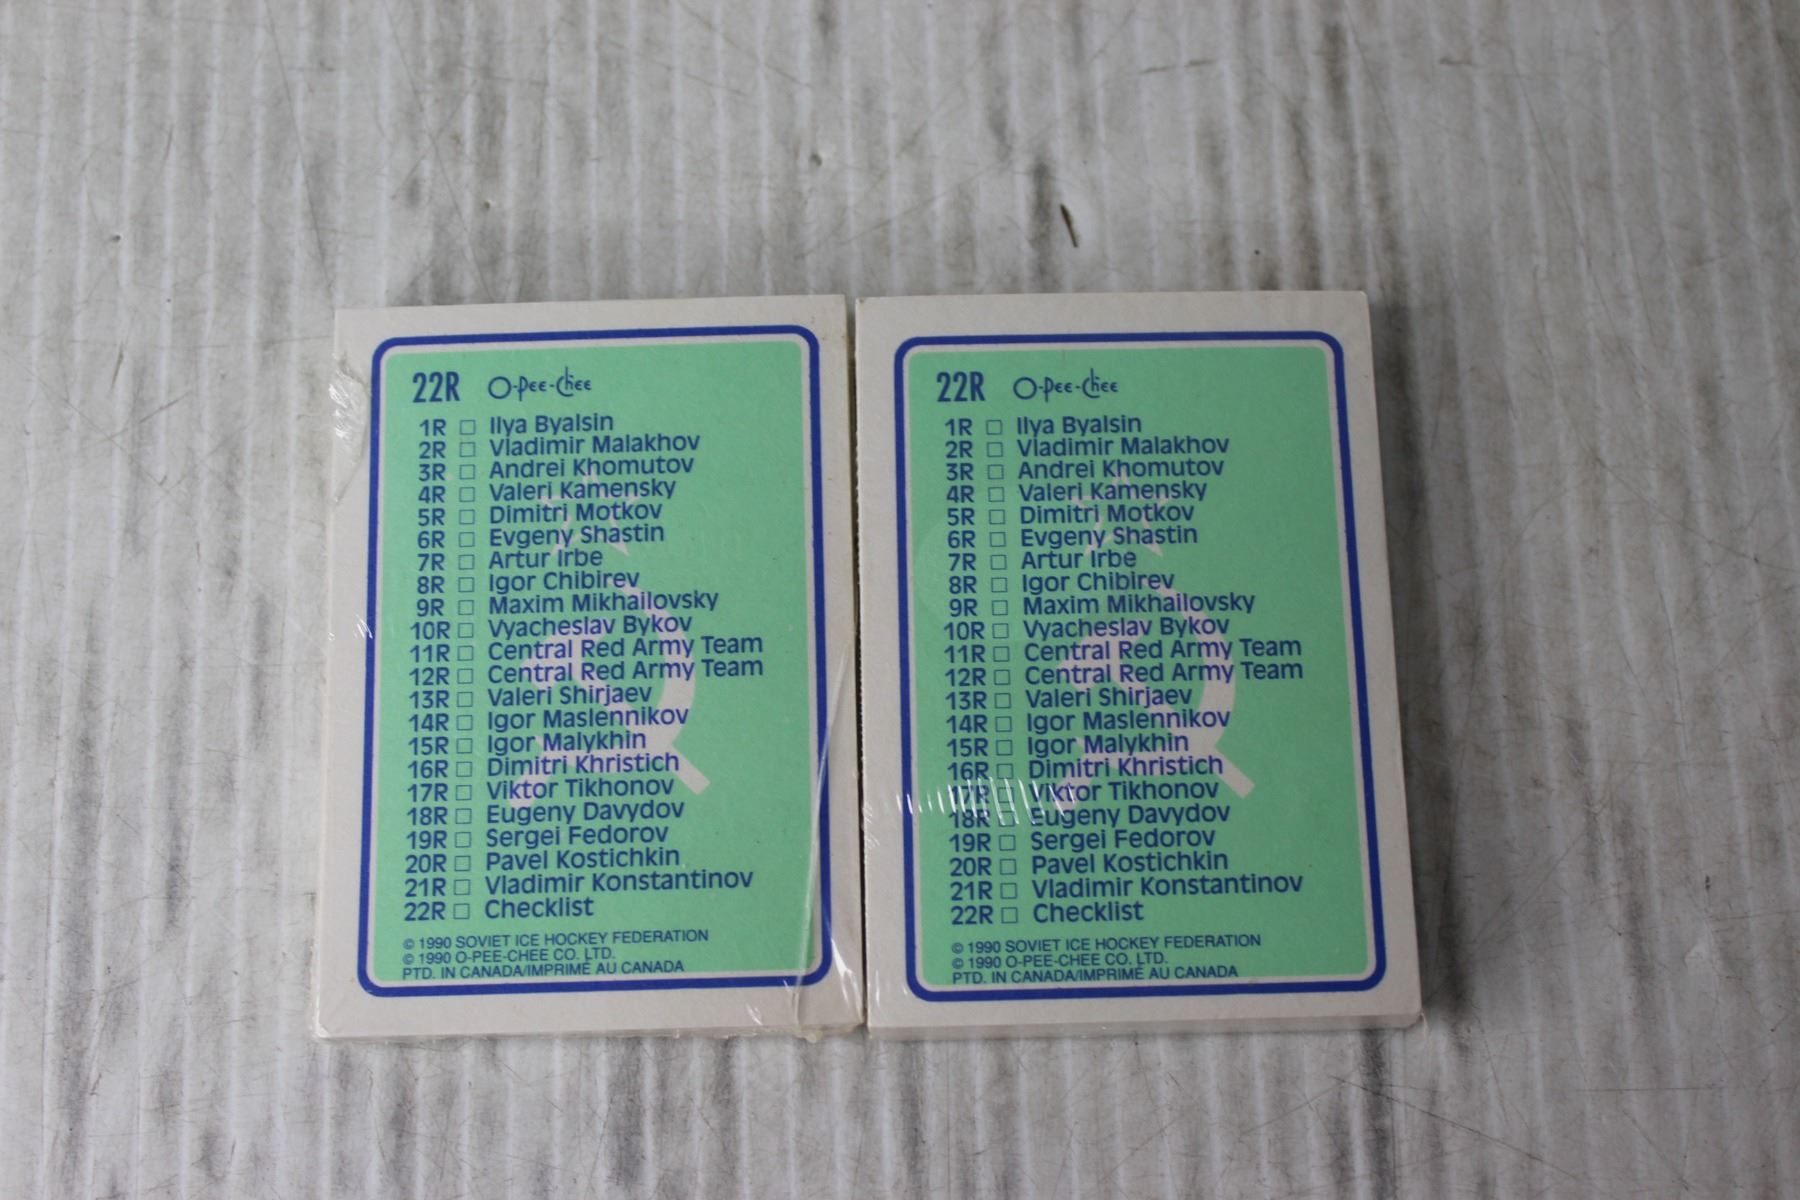 22R O-Pee-Chee
1R Ilya Byalsin
2R Vladimir Malakhov
3R Andrei Khomutov
4R Valeri Kamensky
5R Dimitri Motkov
6R Evgeny Shastin
7R Artur Irbe
8R Igor Chibirev
9R Maxim Mikhailovsky
10R Vyacheslav Bykov
11R Central Red Army Team
12R Central Red Army Team
13R Valeri Shirjaev
14R Igor Maslennikov
15R Igor Malykhin
16R Dimitri Khristich
17R Viktor Tikhonov
18R Eugeny Davydov
19R Sergei Fedorov
20R Pavel Kostichkin
21R Vladimir Konstantinov
22R Checklist
© 1990 SOVIET ICE HOCKEY FEDERATION
© 1990 O-PEE-CHEE CO. LTD.
PTD. IN CANADA/IMPRIMÉ AU CANADA
22R O-Pee-Chee
1R Ilya Byalsin
2R Vladimir Malakhov
3R Andrei Khomutov
4R Valeri Kamensky
5R Dimitri Motkov
6R Evgeny Shastin
7R Artur Irbe
8R Igor Chibirev
9R Maxim Mikhailovsky
10R Vyacheslav Bykov
11R Central Red Army Team
12R Central Red Army Team
13R Valeri Shirjaev
14R Igor Maslennikov
15R Igor Malykhin
16R Dimitri Khristich
17R Viktor Tikhonov
18R Eugeny Davydov
19R Sergei Fedorov
20R Pavel Kostichkin
21R Vladimir Konstantinov
22R Checklist
© 1990 SOVIET ICE HOCKEY FEDERATION
© 1990 O-PEE-CHEE CO. LTD.
PTD. IN CANADA/IMPRIMÉ AU CANADA